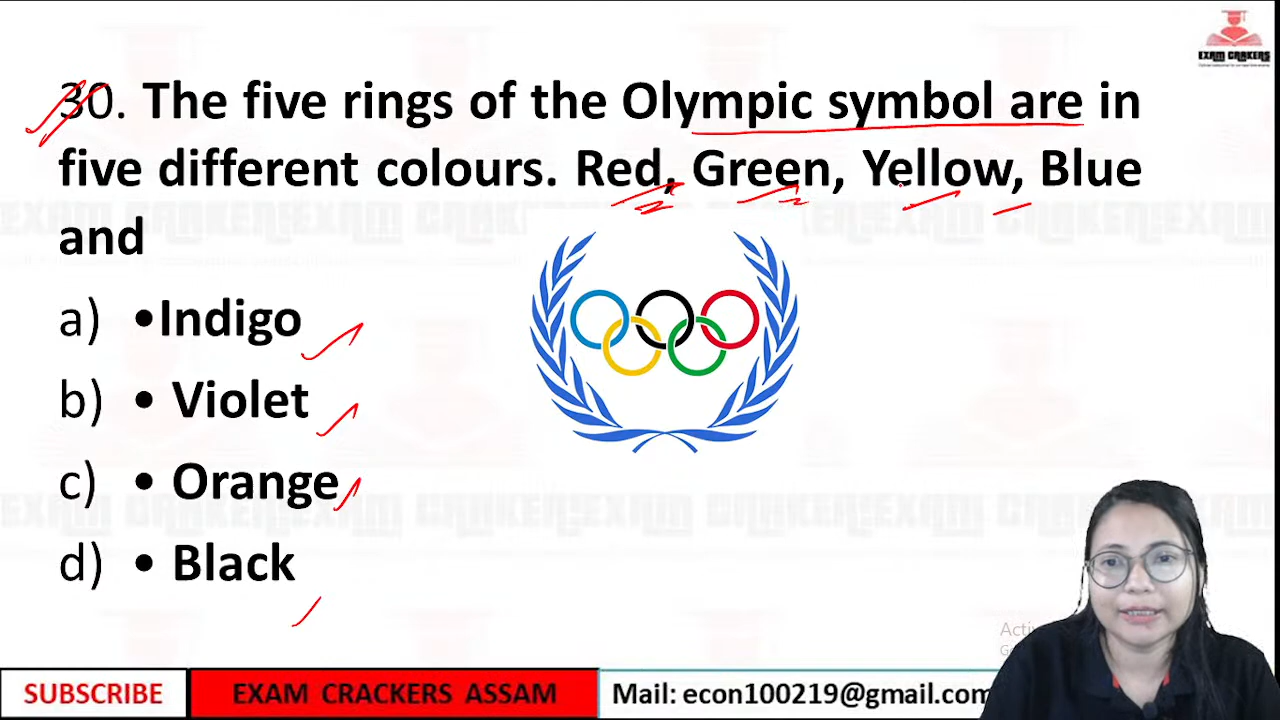 EXAM CRAKERS
30. The five rings of the Olympic symbol are in
five different colours. Red, Green, Yellow, Blue
and
a) •Indigo
b) • Violet
c) • Orange
d) • Black
SUBSCRIBE
EXAM CRACKERS ASSAM
Mail: econ100219@gmail.com